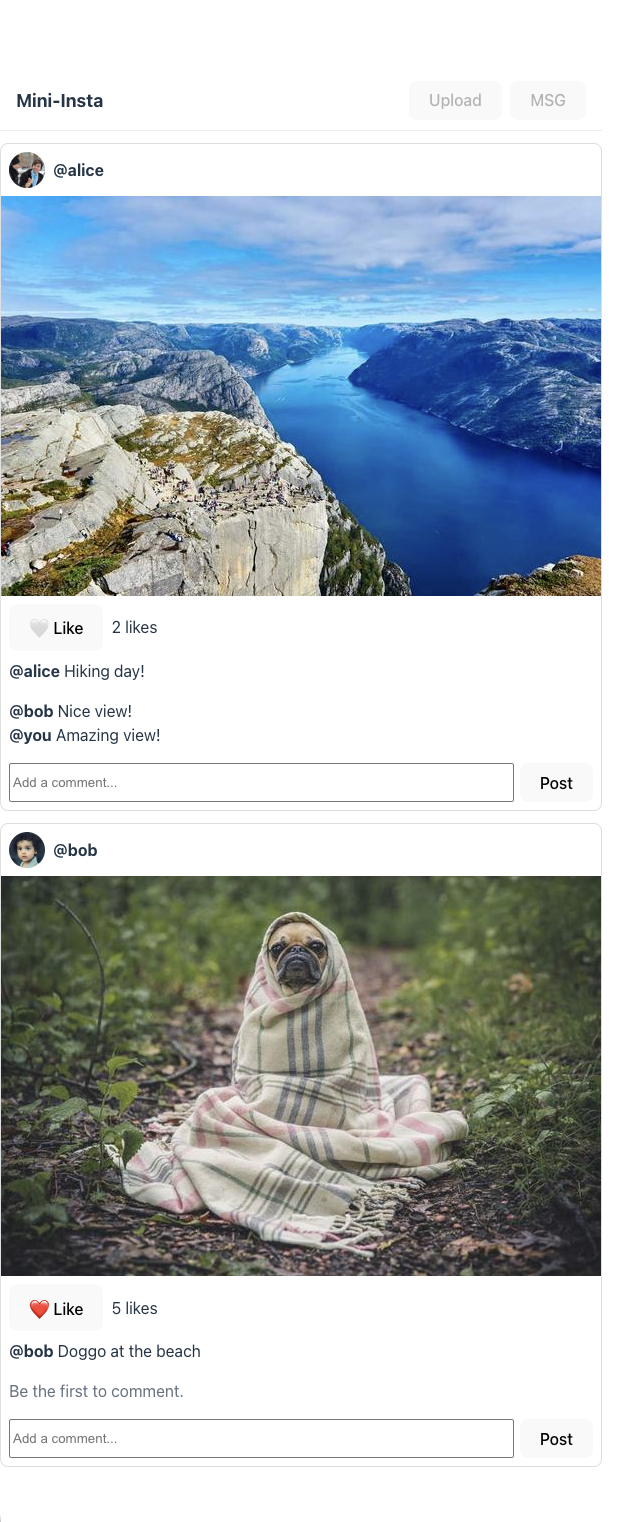 Mini-Insta
Upload MSG
@alice
🤍 Like 2 likes
@alice Hiking day!
@bob Nice view!
@you Amazing view!
Add a comment...
Post
@bob
❤️ Like 5 likes
@bob Doggo at the beach
Be the first to comment.
Add a comment...
Post